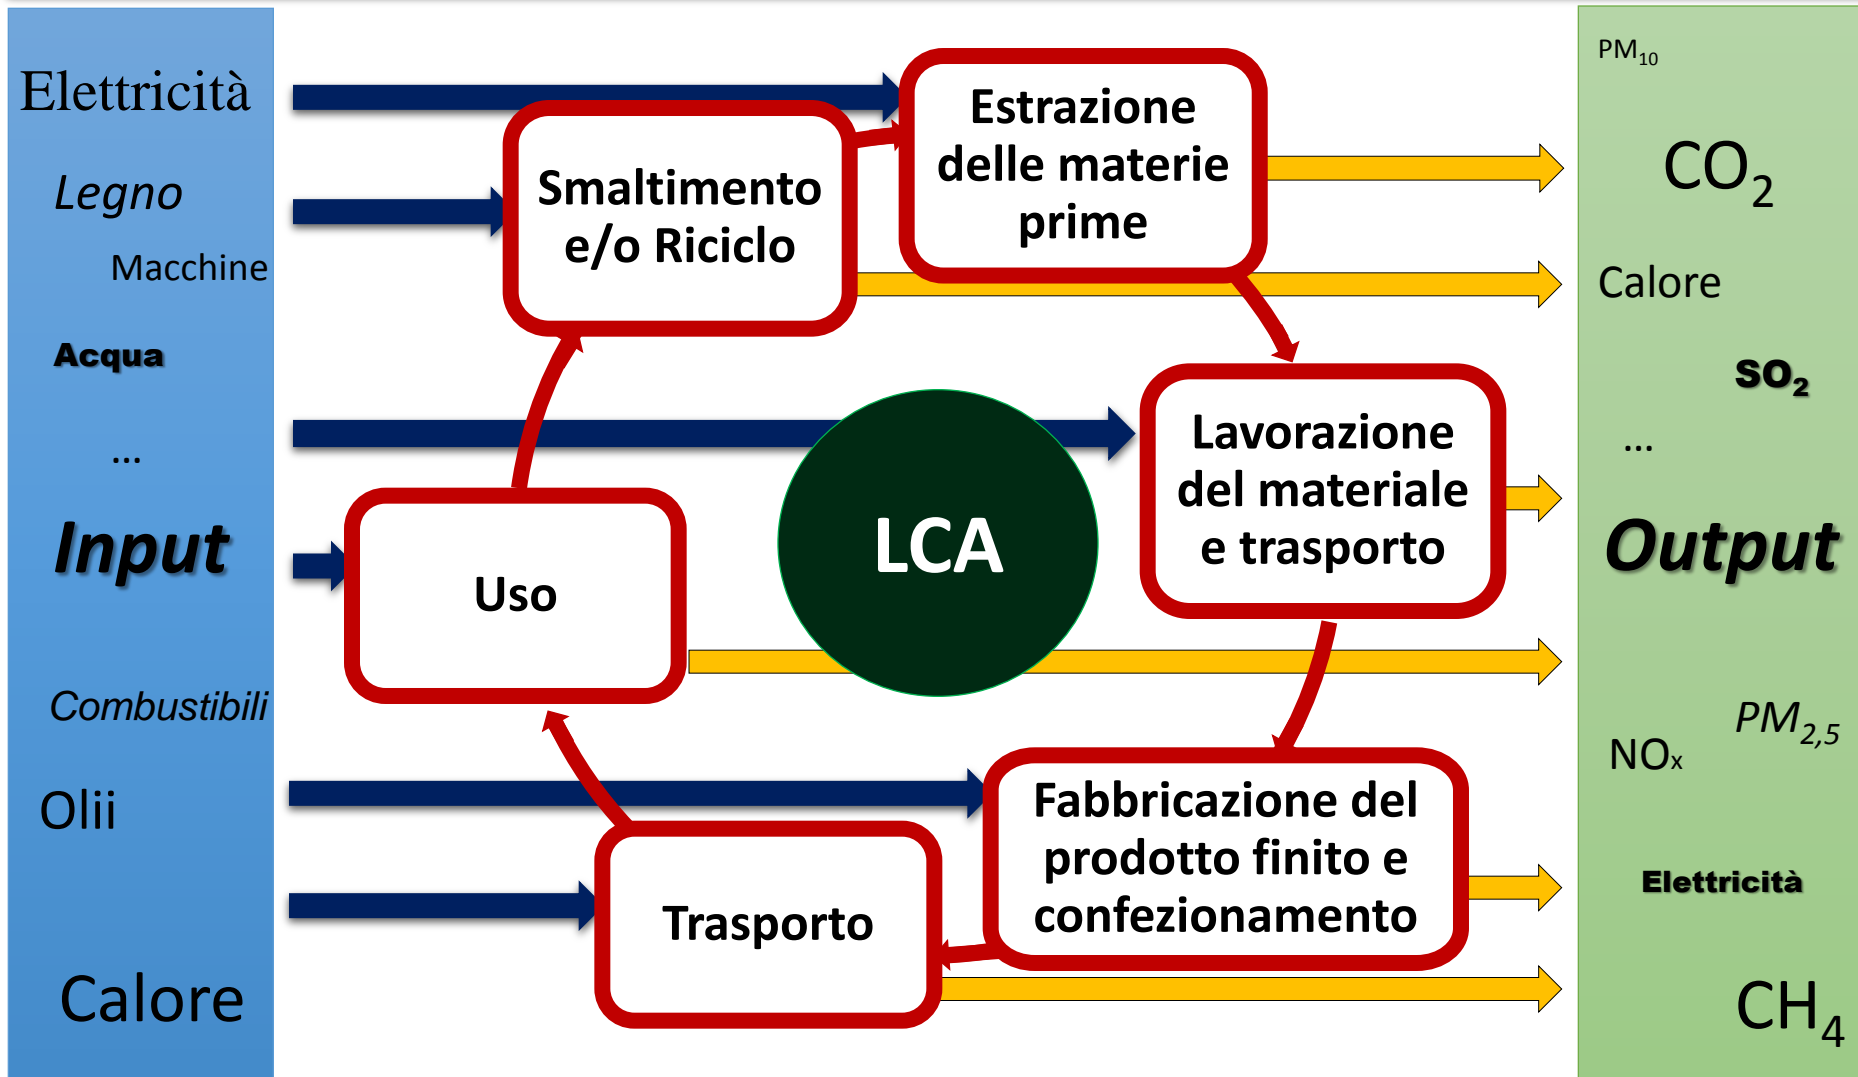 Elettricità
Legno
Macchine
Acqua
...
Input
Combustibili
Olii
Calore
Estrazione
delle materie
prime
Smaltimento
e/o Riciclo
Lavorazione
del materiale
e trasporto
LCA
Uso
Fabbricazione del
prodotto finito e
confezionamento
Trasporto
PM10
CO2
Calore
SO2
...
Output
PM2,5
NOx
Elettricità
CH4